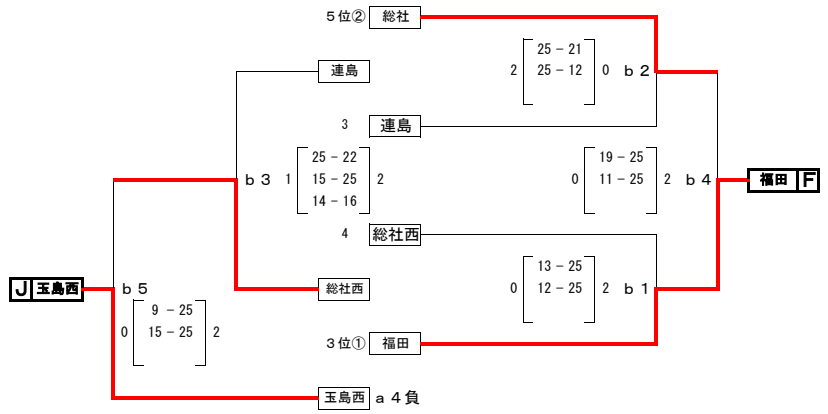 ５位② 総社
25 − 21
2 25 − 12 0 ｂ２
連島
3 連島
25 − 22
ｂ３ 1 15 − 25 2
14 − 16
19 − 25
0 11 − 25 2 ｂ４
福田 Ｆ
4 総社西
13 − 25
0 12 − 25 2 ｂ１
Ｊ 玉島西 ｂ５
総社西
9 − 25
0 15 − 25 2
３位① 福田
玉島西 ａ４負